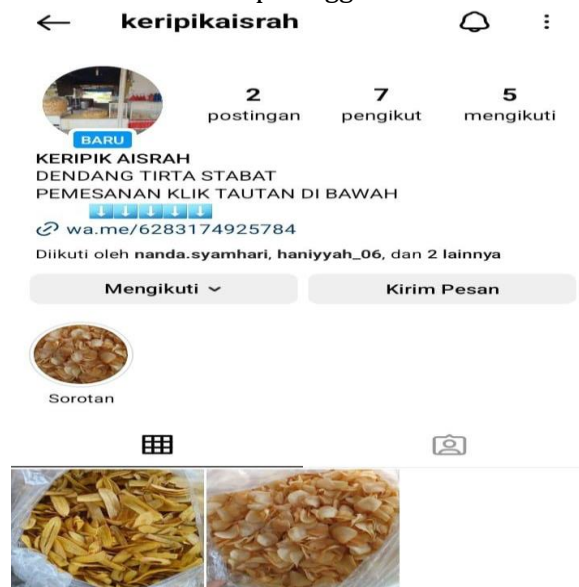 keripikaisrah
2 7 5
postingan pengikut mengikuti
BARU
KERIPIK AISRAH
DENDANG TIRTA STABAT
PEMESANAN KLIK TAUTAN DI BAWAH
⬇️⬇️⬇️⬇️⬇️
wa.me/6283174925784
Diikuti oleh nanda.syamhari, haniyyah_06, dan 2 lainnya
Mengikuti Kirim Pesan
Sorotan